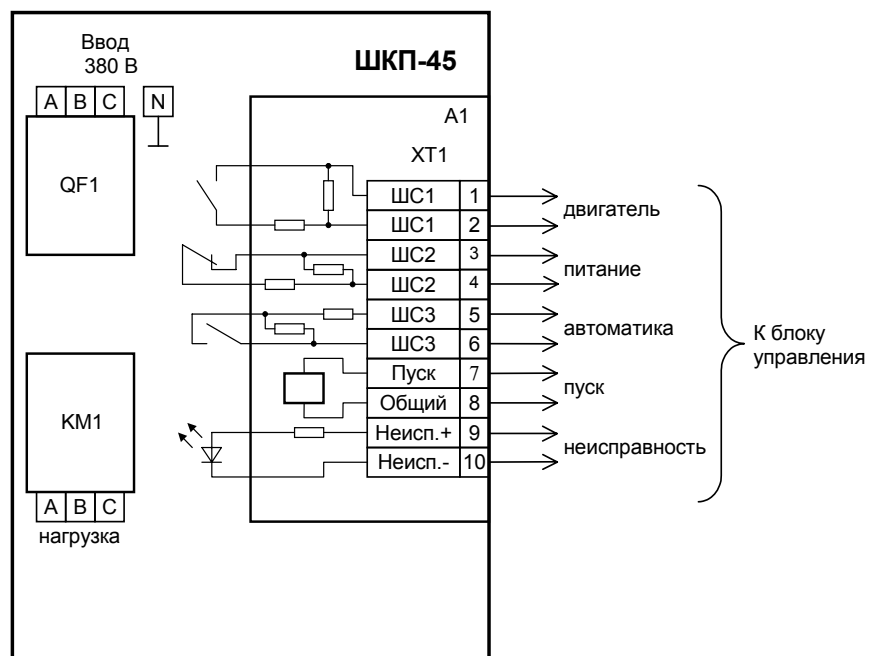 Ввод
380 В
ШКП-45
A B C N
QF1
A1
XT1
ШС1 1
ШС1 2
двигатель
ШС2 3
ШС2 4
питание
ШС3 5
ШС3 6
автоматика
Пуск 7
Общий 8
пуск
Неисп.+ 9
Неисп.- 10
неисправность
К блоку
управления
KM1
A B C
нагрузка